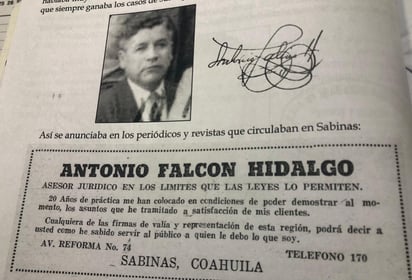 que siempre ganaba los casos de
Así se anunciaba en los periódicos y revistas que circulaban en Sabinas:
ANTONIO FALCON HIDALGO
ASESOR JURIDICO EN LOS LIMITES QUE LAS LEYES LO PERMITEN.
20 Años de práctica me han colocado en condiciones de poder demostrar al mo-
mento, los asuntos que he tramitado a satisfacción de mis clientes.
Cualquiera de las firmas de valía y representación de esta región, podrá decir a
usted como he sabido servir al público a quien le debo lo que soy.
AV. REFORMA No. 74
TELEFONO 170
SABINAS, COAHUILA